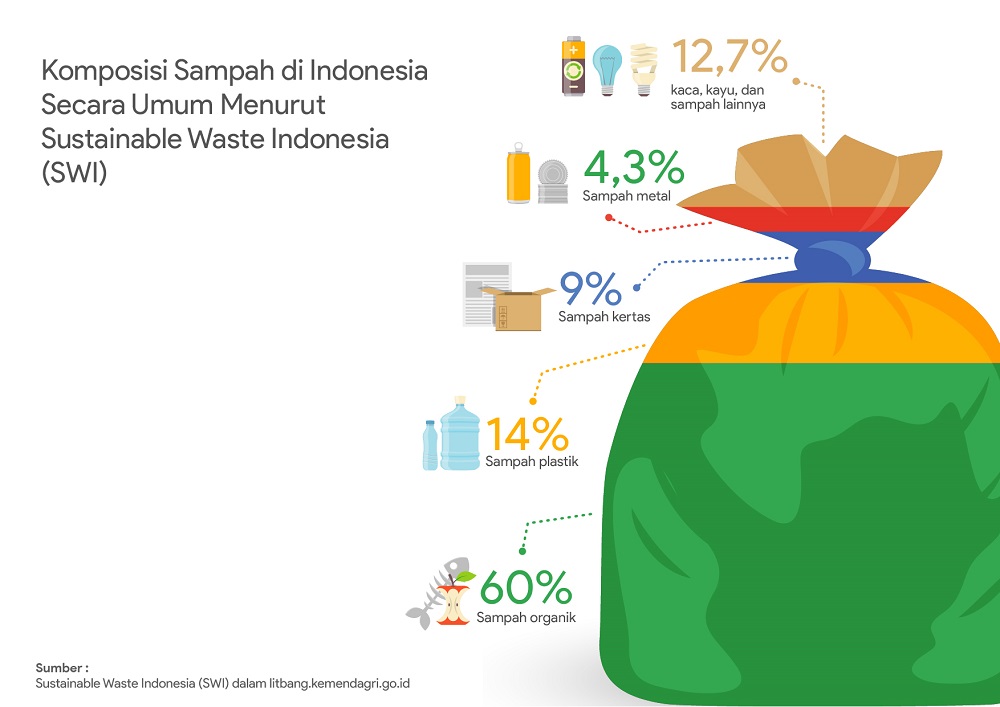 Komposisi Sampah di Indonesia
Secara Umum Menurut
Sustainable Waste Indonesia
(SWI)
12,7%
kaca, kayu, dan
sampah lainnya
4,3%
Sampah metal
9%
Sampah kertas
14%
Sampah plastik
60%
Sampah organik
Sumber :
Sustainable Waste Indonesia (SWI) dalam litbang.kemendagri.go.id